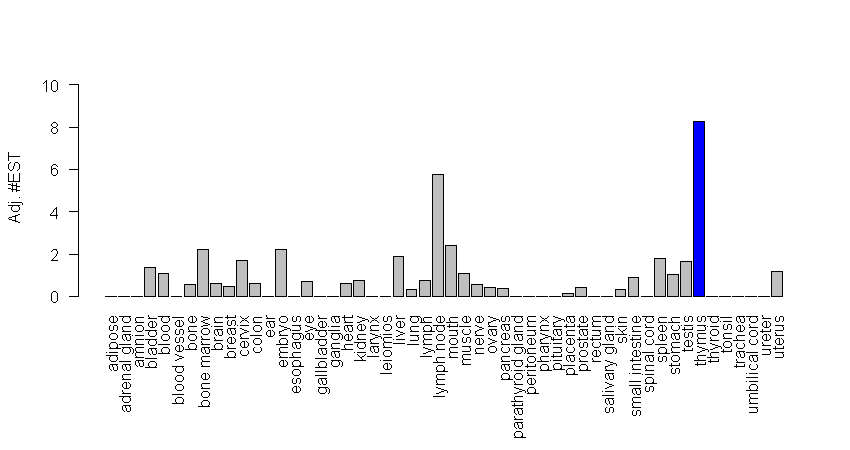 Adj. #EST
10
8
6
4
2
0
adipose
adrenal gland
amnion
bladder
blood
blood vessel
bone
bone marrow
brain
breast
cervix
colon
ear
embryo
esophagus
eye
gallbladder
ganglia
heart
kidney
larynx
leiomios
liver
lung
lymph
lymph node
mouth
muscle
nerve
ovary
pancreas
parathyroid gland
peritoneum
pharynx
pituitary
placenta
prostate
rectum
salivary gland
skin
small intestine
spinal cord
spleen
stomach
testis
thymus
thyroid
tonsil
trachea
umbilical cord
ureter
uterus